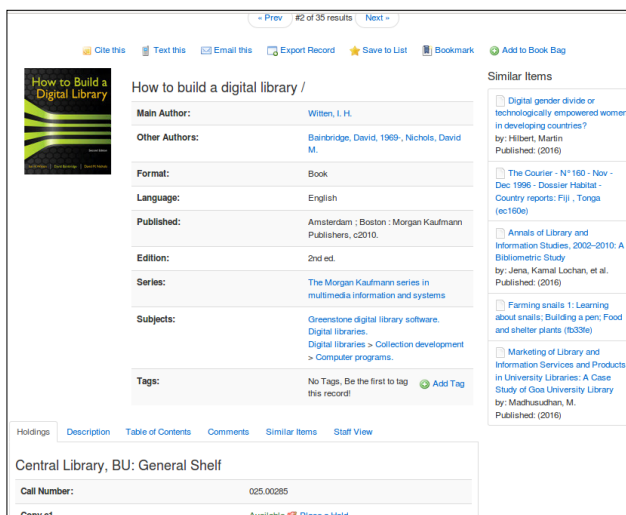 « Prev #2 of 35 results Next »
Cite this Text this Email this Export Record Save to List Bookmark Add to Book Bag
How to Build a
Digital Library
How to build a digital library /
Main Author: Witten, I. H.
Other Authors: Bainbridge, David, 1969-, Nichols, David
M.
Format: Book
Language: English
Published: Amsterdam ; Boston : Morgan Kaufmann
Publishers, c2010.
Edition: 2nd ed.
Series: The Morgan Kaufmann series in
multimedia information and systems
Subjects: Greenstone digital library software.
Digital libraries.
Digital libraries > Collection development
> Computer programs.
Tags: No Tags, Be the first to tag
this record! Add Tag
Similar Items
Digital gender divide or
technologically empowered women
in developing countries?
by: Hilbert, Martin
Published: (2016)
The Courier - N°160 - Nov -
Dec 1996 - Dossier Habitat -
Country reports: Fiji , Tonga
(ec160e)
Annals of Library and
Information Studies, 2002–2010: A
Bibliometric Study
by: Jena, Kamal Lochan, et al.
Published: (2016)
Farming snails 1: Learning
about snails; Building a pen; Food
and shelter plants (fb33fe)
Marketing of Library and
Information Services and Products
in University Libraries: A Case
Study of Goa University Library
by: Madhusudhan, M.
Published: (2016)
Holdings Description Table of Contents Comments Similar Items Staff View
Central Library, BU: General Shelf
Call Number: 025.00285
Copy c1 Available Place a Hold